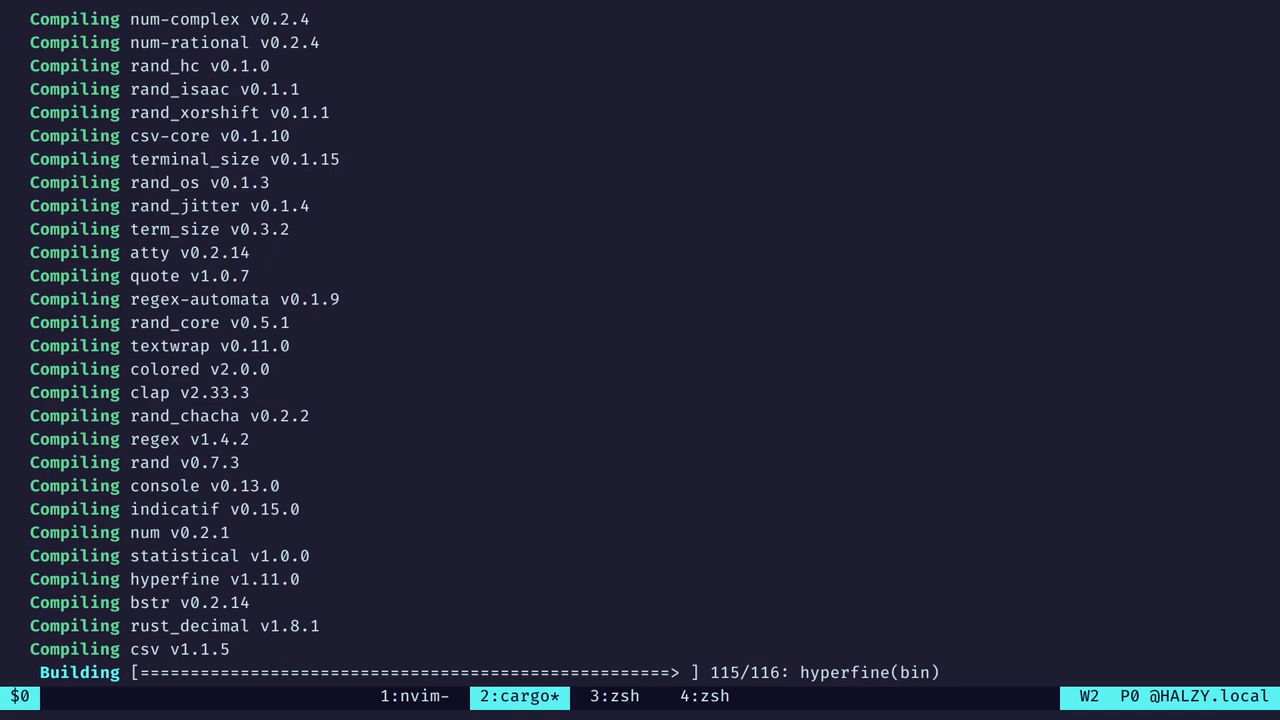 Compiling num-complex v0.2.4
Compiling num-rational v0.2.4
Compiling rand_hc v0.1.0
Compiling rand_isaac v0.1.1
Compiling rand_xorshift v0.1.1
Compiling csv-core v0.1.10
Compiling terminal_size v0.1.15
Compiling rand_os v0.1.3
Compiling rand_jitter v0.1.4
Compiling term_size v0.3.2
Compiling atty v0.2.14
Compiling quote v1.0.7
Compiling regex-automata v0.1.9
Compiling rand_core v0.5.1
Compiling textwrap v0.11.0
Compiling colored v2.0.0
Compiling clap v2.33.3
Compiling rand_chacha v0.2.2
Compiling regex v1.4.2
Compiling rand v0.7.3
Compiling console v0.13.0
Compiling indicatif v0.15.0
Compiling num v0.2.1
Compiling statistical v1.0.0
Compiling hyperfine v1.11.0
Compiling bstr v0.2.14
Compiling rust_decimal v1.8.1
Compiling csv v1.1.5
Building [=====================================================> ] 115/116: hyperfine(bin)
$0 1:nvim- 2:cargo* 3:zsh 4:zsh W2 P0 @HALZY.local